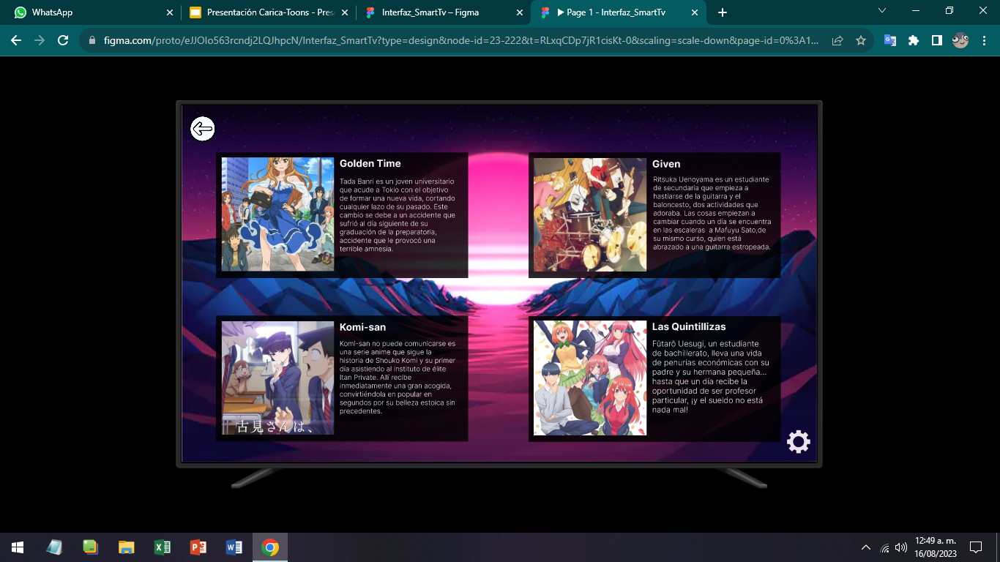 WhatsApp
Presentación Carica-Toons - Pres
Interfaz_SmartTv – Figma
Page 1 - Interfaz_SmartTv
figma.com/proto/eJJOIo563rcndj2LQJhpcN/Interfaz_SmartTv?type=design&node-id=23-222&t=RLxqCDp7jR1cisKt-0&scaling=scale-down&page-id=0%3A1...
Golden Time
Tada Banri es un joven universitario
que acude a Tokio con el objetivo
de formar una nueva vida, cortando
cualquier lazo de su pasado. Este
cambio se debe a un accidente que
sufrió al día siguiente de su
graduación de la preparatoria,
accidente que le provocó una
terrible amnesia.
Given
Ritsuka Uenoyama es un estudiante
de secundaria que empieza a
hastiarse de la guitarra y el
baloncesto, dos actividades que
adoraba. Las cosas empiezan a
cambiar cuando un día se encuentra
en las escaleras a Mafuyu Sato,de
su mismo curso, quien está
abrazado a una guitarra estropeada.
Komi-san
Komi-san no puede comunicarse es
una serie anime que sigue la
historia de Shouko Komi y su primer
día asistiendo al instituto de élite
Itan Private. Allí recibe
inmediatamente una gran acogida,
convirtiéndola en popular en
segundos por su belleza estoica sin
precedentes.
古見さんは、
Las Quintillizas
Fûtarô Uesugi, un estudiante
de bachillerato, lleva una vida
de penurias económicas con su
padre y su hermana pequeña...
hasta que un día recibe la
oportunidad de ser profesor
particular, ¡y el sueldo no está
nada mal!
12:49 a. m.
16/08/2023